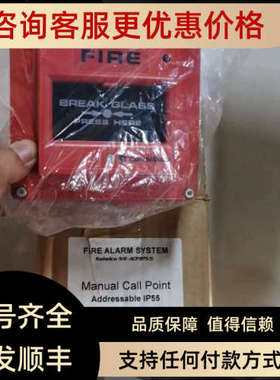 咨询客服更优惠价格
FIRE
BREAK GLASS
PRESS HERE
FIRE ALARM SYSTEM
Manual Call Point
Addressable IP55
号齐全
品质保障 值得信赖
发顺丰
支持任何付款方式